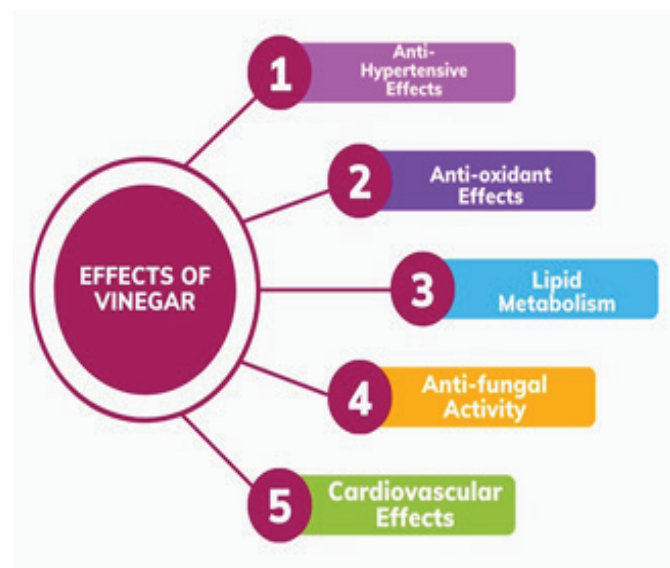 EFFECTS OF
VINEGAR
1
Anti-
Hypertensive
Effects
2
Anti-oxidant
Effects
3
Lipid
Metabolism
4
Anti-fungal
Activity
5
Cardiovascular
Effects